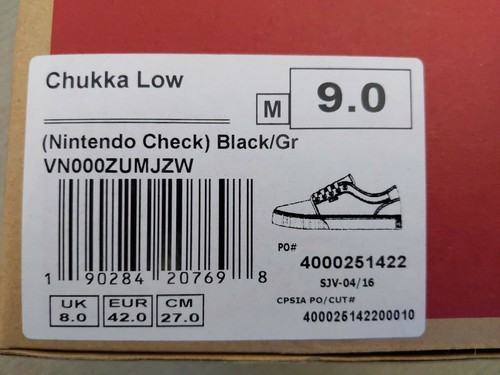 Chukka Low
M 9.0
(Nintendo Check) Black/Gr
VN000ZUMJZW
1 90284 20769 8
PO#
4000251422
SJV-04/16
CPSIA PO/CUT#
400025142200010
UK EUR CM
8.0 42.0 27.0